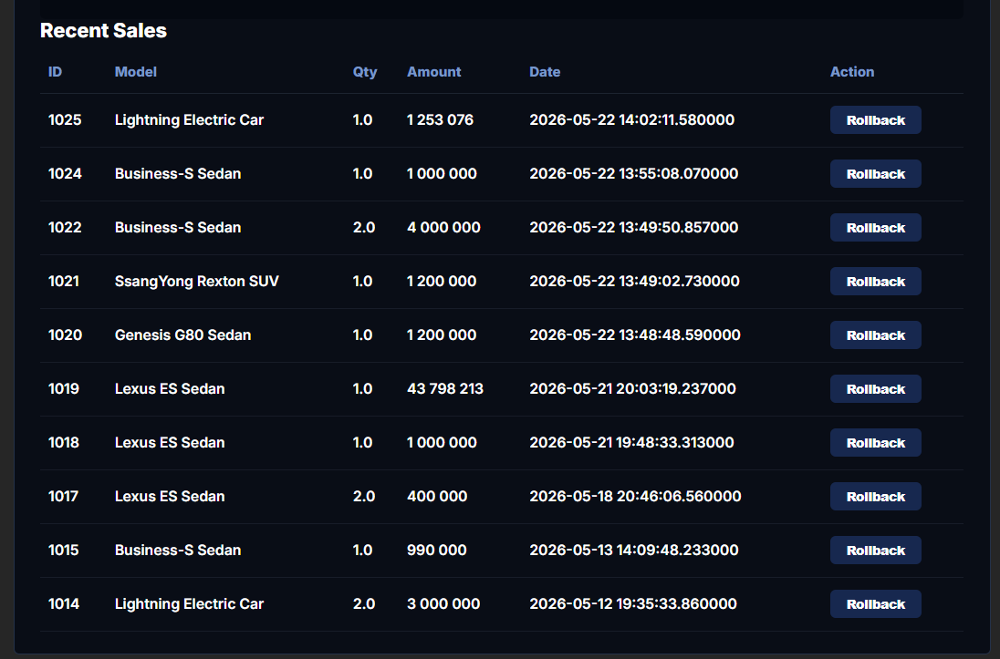 Recent Sales
ID Model Qty Amount Date Action
1025 Lightning Electric Car 1.0 1 253 076 2026-05-22 14:02:11.580000 Rollback
1024 Business-S Sedan 1.0 1 000 000 2026-05-22 13:55:08.070000 Rollback
1022 Business-S Sedan 2.0 4 000 000 2026-05-22 13:49:50.857000 Rollback
1021 SsangYong Rexton SUV 1.0 1 200 000 2026-05-22 13:49:02.730000 Rollback
1020 Genesis G80 Sedan 1.0 1 200 000 2026-05-22 13:48:48.590000 Rollback
1019 Lexus ES Sedan 1.0 43 798 213 2026-05-21 20:03:19.237000 Rollback
1018 Lexus ES Sedan 1.0 1 000 000 2026-05-21 19:48:33.313000 Rollback
1017 Lexus ES Sedan 2.0 400 000 2026-05-18 20:46:06.560000 Rollback
1015 Business-S Sedan 1.0 990 000 2026-05-13 14:09:48.233000 Rollback
1014 Lightning Electric Car 2.0 3 000 000 2026-05-12 19:35:33.860000 Rollback